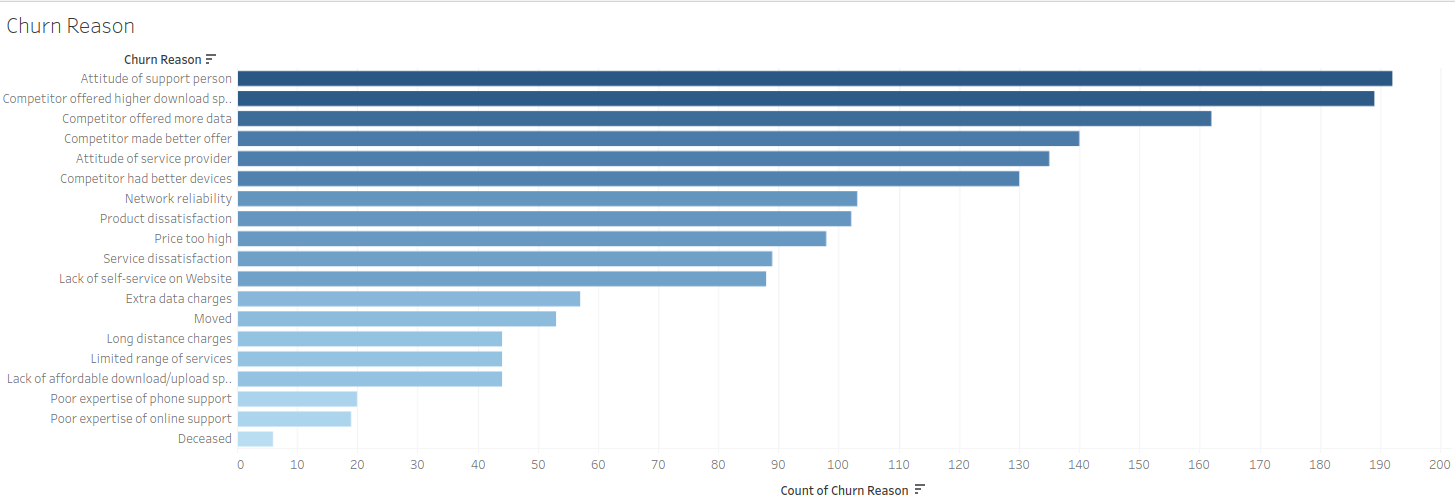 Churn Reason
Churn Reason
Attitude of support person
Competitor offered higher download sp..
Competitor offered more data
Competitor made better offer
Attitude of service provider
Competitor had better devices
Network reliability
Product dissatisfaction
Price too high
Service dissatisfaction
Lack of self-service on Website
Extra data charges
Moved
Long distance charges
Limited range of services
Lack of affordable download/upload sp..
Poor expertise of phone support
Poor expertise of online support
Deceased
0 10 20 30 40 50 60 70 80 90 100 110 120 130 140 150 160 170 180 190 200
Count of Churn Reason